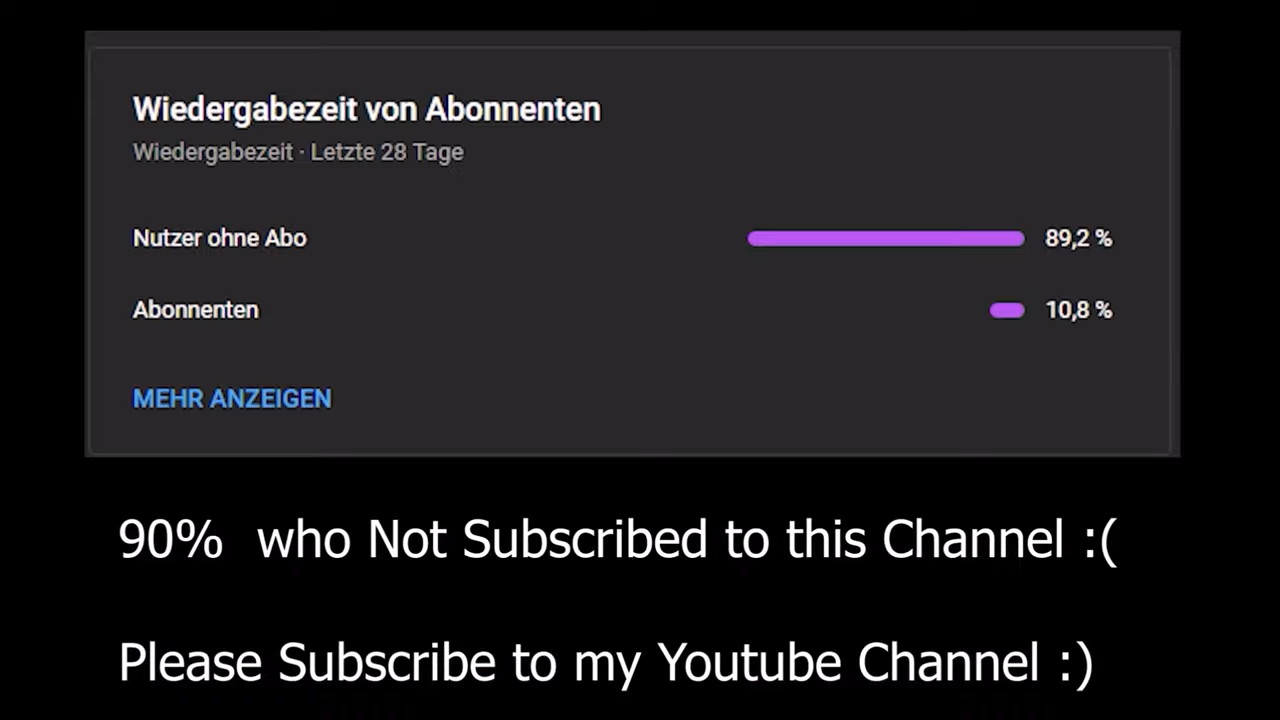 Wiedergabezeit von Abonnenten
Wiedergabezeit · Letzte 28 Tage
Nutzer ohne Abo 89,2 %
Abonnenten 10,8 %
MEHR ANZEIGEN
90% who Not Subscribed to this Channel :(
Please Subscribe to my Youtube Channel :)